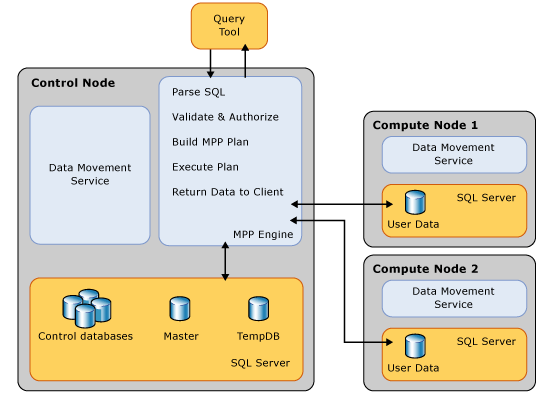 Query
Tool
Control Node
Data Movement
Service
Parse SQL
Validate & Authorize
Build MPP Plan
Execute Plan
Return Data to Client
MPP Engine
Control databases
Master
TempDB
SQL Server
Compute Node 1
Data Movement
Service
SQL Server
User Data
Compute Node 2
Data Movement
Service
SQL Server
User Data